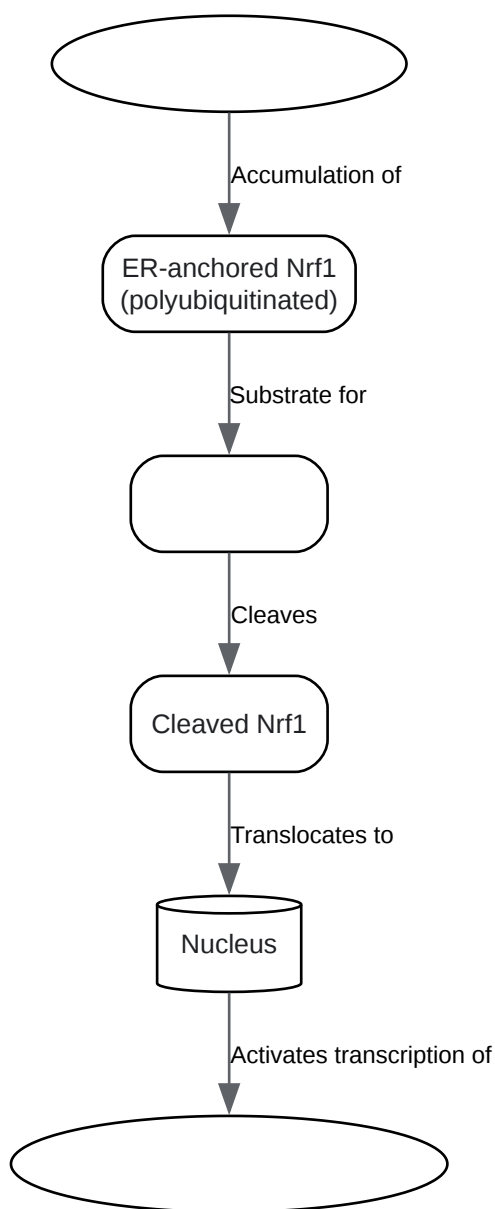 Accumulation of
ER-anchored Nrf1
(polyubiquitinated)
Substrate for
Cleaves
Cleaved Nrf1
Translocates to
Nucleus
Activates transcription of